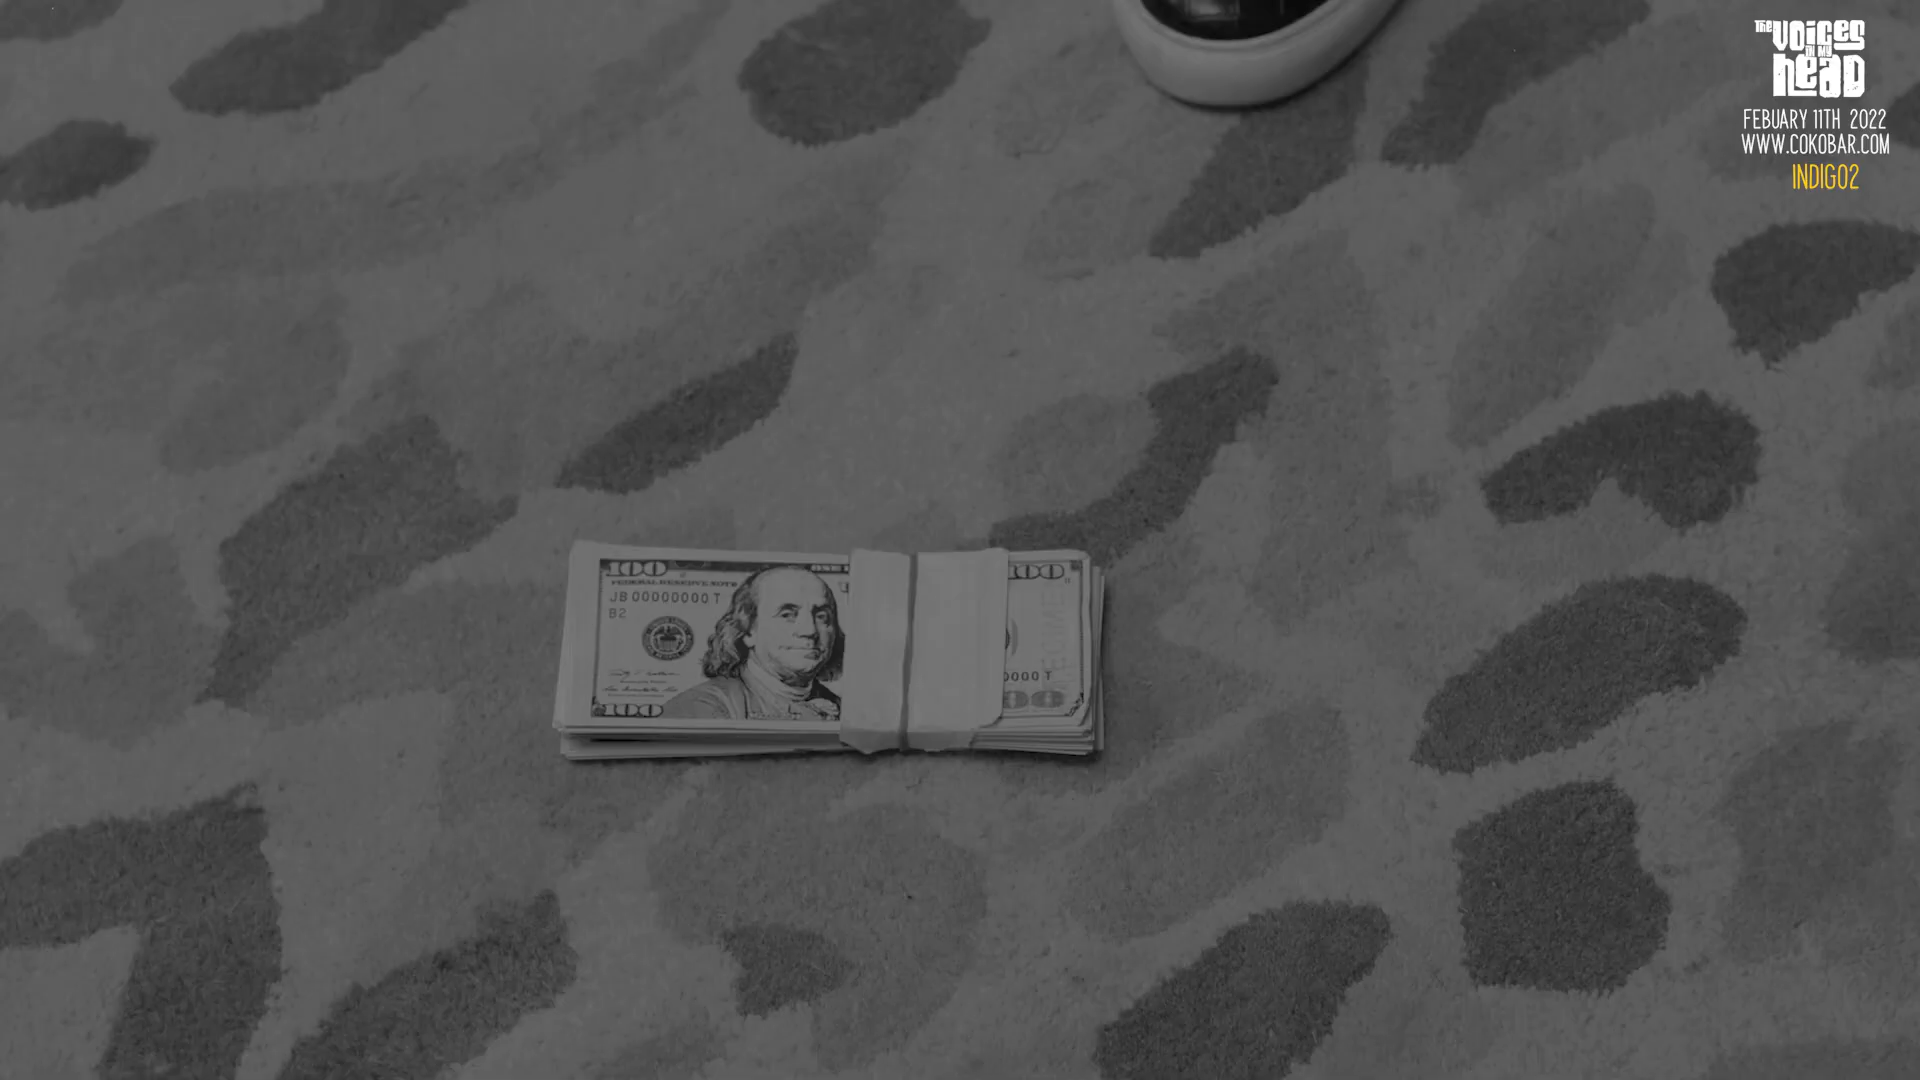 THE
VOICES
IN MY
HEAD
FEBUARY 11TH 2022
WWW.COKOBAR.COM
INDIGO2
100
100
FEDERAL RESERVE NOTE
JB 00000000 T
B2
0000 T
100